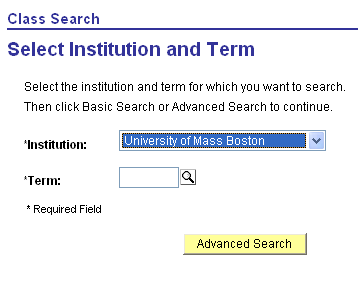 Class Search
Select Institution and Term
Select the institution and term for which you want to search.
Then click Basic Search or Advanced Search to continue.
*Institution: University of Mass Boston
*Term:
* Required Field
Advanced Search